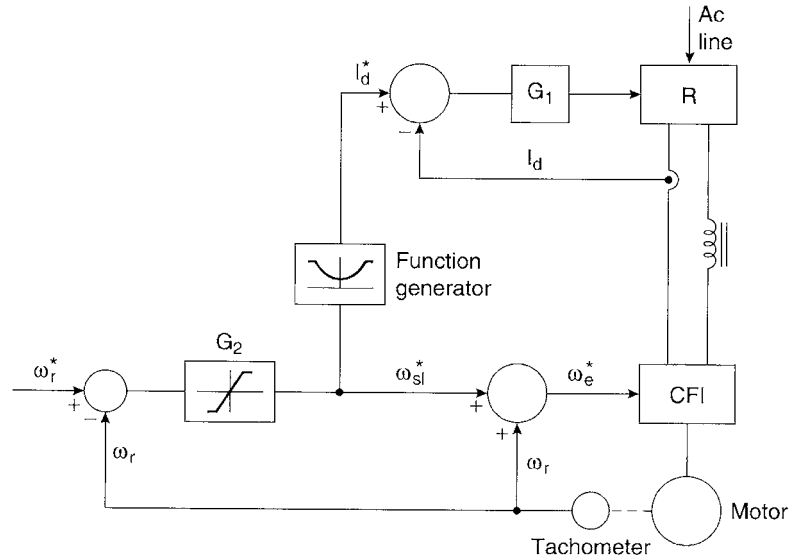 Ac
line
I_d^*
+
−
G₁
R
I_d
Function
generator
G₂
ω_r^*
+
−
ω_sl^*
+
+
ω_e^*
CFI
ω_r
ω_r
Motor
Tachometer